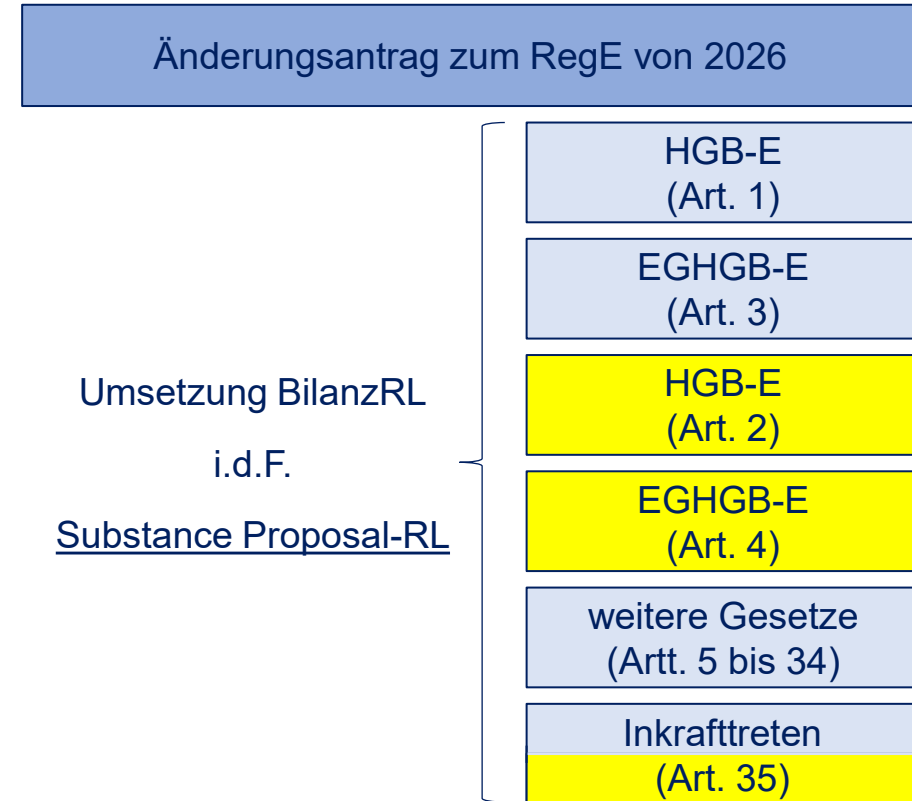 Änderungsantrag zum RegE von 2026
Umsetzung BilanzRL
i.d.F.
Substance Proposal-RL
HGB-E
(Art. 1)
EGHGB-E
(Art. 3)
HGB-E
(Art. 2)
EGHGB-E
(Art. 4)
weitere Gesetze
(Artt. 5 bis 34)
Inkrafttreten
(Art. 35)